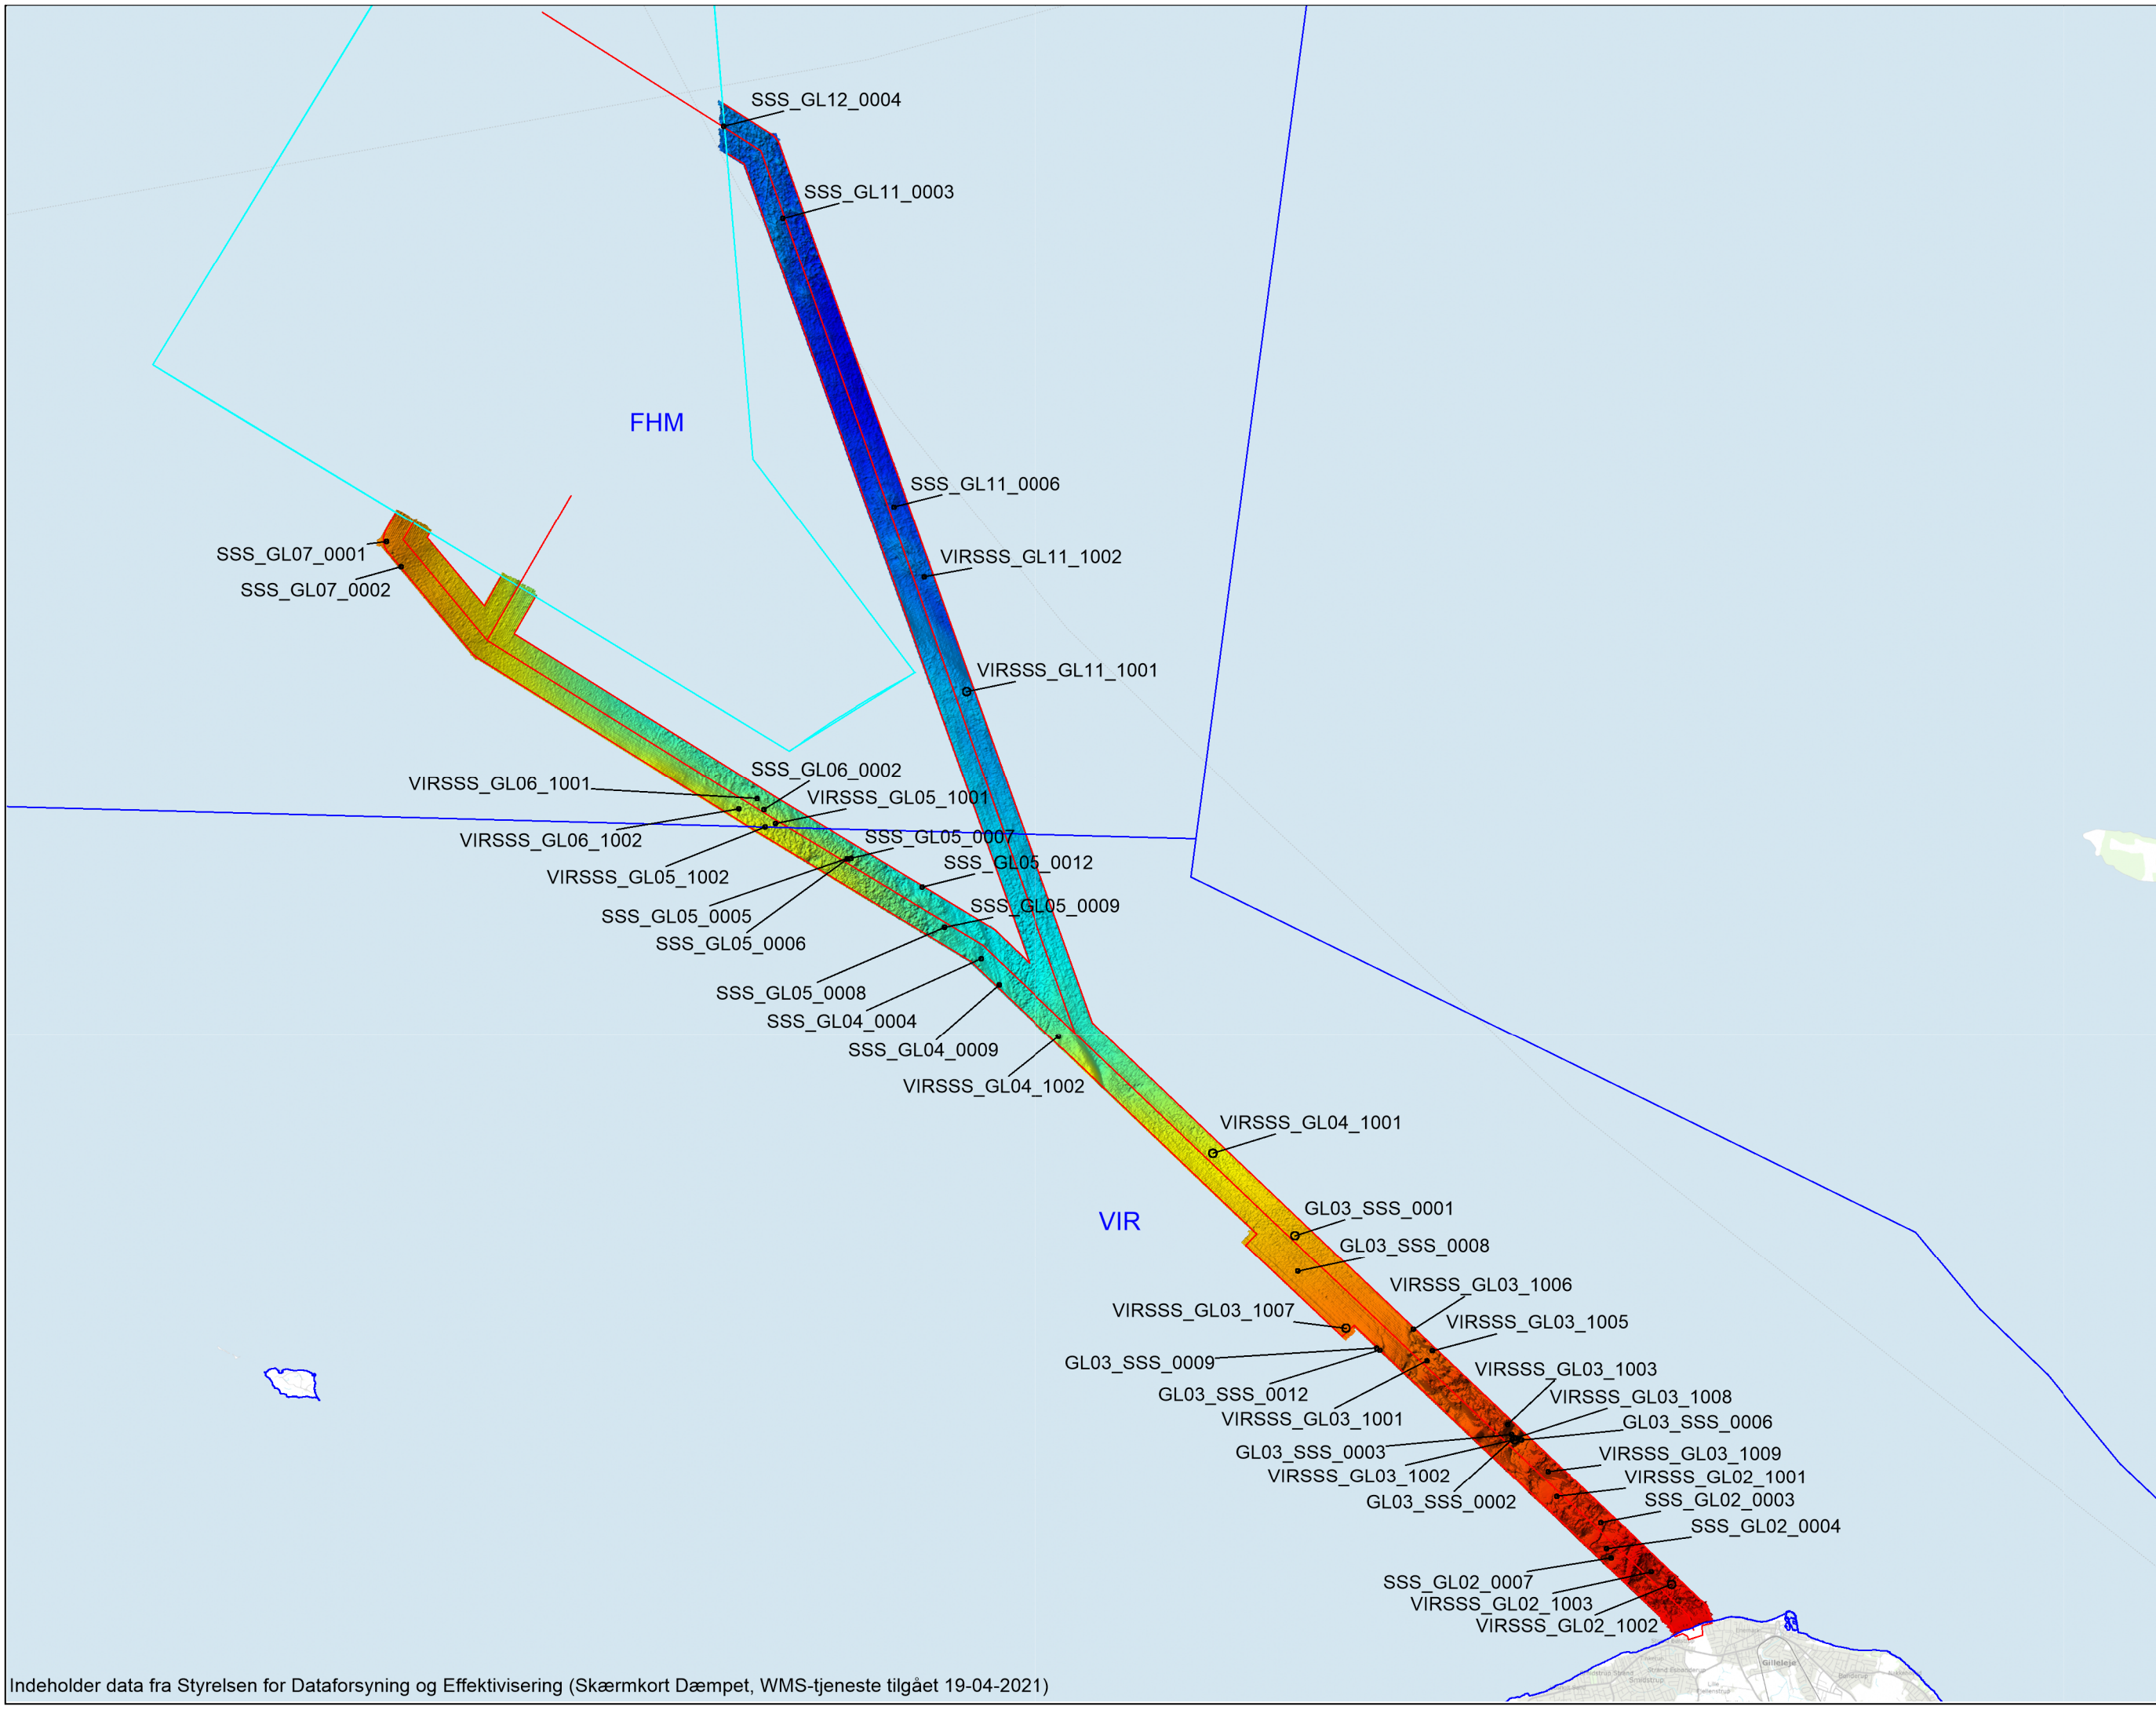 SSS_GL12_0004
SSS_GL11_0003
FHM
SSS_GL11_0006
SSS_GL07_0001
VIRSSS_GL11_1002
SSS_GL07_0002
VIRSSS_GL11_1001
SSS_GL06_0002
VIRSSS_GL06_1001
VIRSSS_GL05_1001
VIRSSS_GL06_1002
SSS_GL05_0007
SSS_GL05_0012
VIRSSS_GL05_1002
SSS_GL05_0009
SSS_GL05_0005
SSS_GL05_0006
SSS_GL05_0008
SSS_GL04_0004
SSS_GL04_0009
VIRSSS_GL04_1002
VIRSSS_GL04_1001
GL03_SSS_0001
VIR
GL03_SSS_0008
VIRSSS_GL03_1006
VIRSSS_GL03_1007
VIRSSS_GL03_1005
GL03_SSS_0009
VIRSSS_GL03_1003
GL03_SSS_0012
VIRSSS_GL03_1008
VIRSSS_GL03_1001
GL03_SSS_0006
GL03_SSS_0003
VIRSSS_GL03_1009
VIRSSS_GL03_1002
VIRSSS_GL02_1001
GL03_SSS_0002
SSS_GL02_0003
SSS_GL02_0004
SSS_GL02_0007
VIRSSS_GL02_1003
VIRSSS_GL02_1002
Gilleleje
Indeholder data fra Styrelsen for Dataforsyning og Effektivisering (Skærmkort Dæmpet, WMS-tjeneste tilgået 19-04-2021)